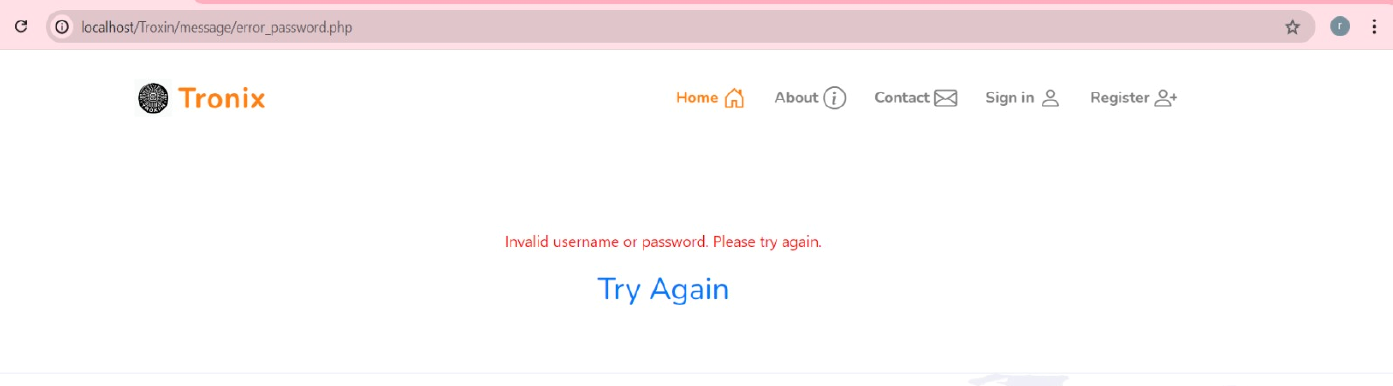 localhost/Troxin/message/error_password.php
r
Tronix
Home About Contact Sign in Register
Invalid username or password. Please try again.
Try Again